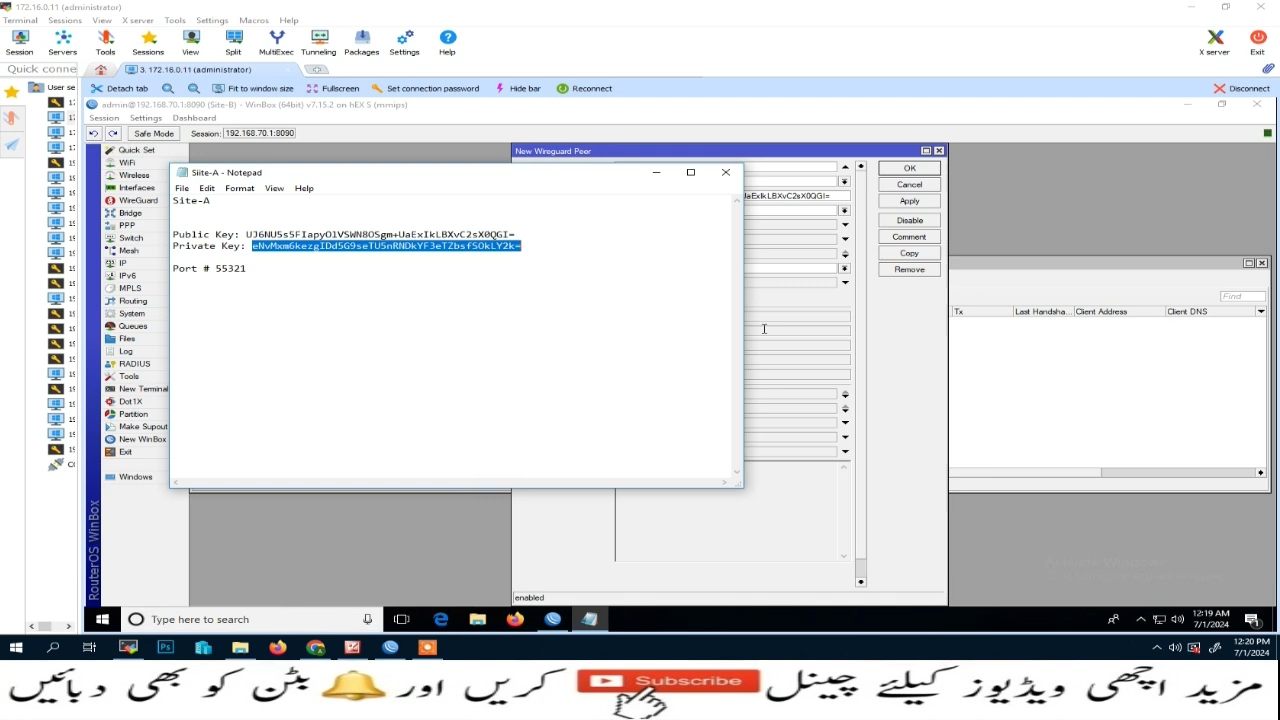 172.16.0.11 (administrator)
Terminal Sessions View X server Tools Settings Macros Help
Session Servers Tools Sessions View Split MultiExec Tunneling Packages Settings Help X server Exit
Quick conne 3. 172.16.0.11 (administrator)
User se
Detach tab Fit to window size Fullscreen Set connection password Hide bar Reconnect Disconnect
admin@192.168.70.1:8090 (Site-B) - WinBox (64bit) v7.15.2 on hEX S (mmips)
Session Settings Dashboard
Safe Mode Session: 192.168.70.1:8090
Quick Set
WiFi
Wireless
Interfaces
WireGuard
Bridge
PPP
Switch
Mesh
IP
IPv6
MPLS
Routing
System
Queues
Files
Log
RADIUS
Tools
New Terminal
Dot1X
Partition
Make Supout
New WinBox
Exit
Windows
RouterOS WinBox
New Wireguard Peer
OK
Cancel
Apply
Disable
Comment
Copy
Remove
enabled
Find
Tx Last Handsha... Client Address Client DNS
Siite-A - Notepad
File Edit Format View Help
Site-A
Public Key: UJ6NU5s5FIapyO1VSWN8OSgm+UaExIkLBXvC2sX0QGI=
Private Key: eNvMxm6kezgIDd5G9seTU5nRNDkYF3eTZbsfSOkLY2k=
Port # 55321
Type here to search
12:19 AM
7/1/2024
12:20 PM
7/1/2024
مزید اچھی ویڈیوز کیلئے چینل Subscribe کریں اور بٹن کو بھی دبائیں